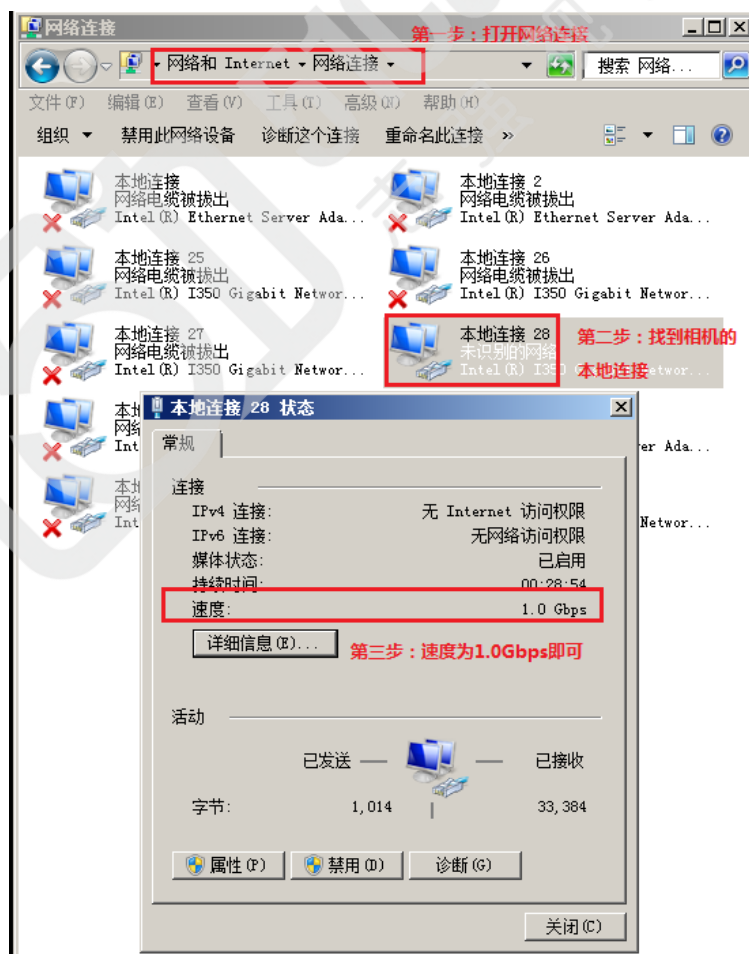 网络连接
第一步：打开网络连接
网络和 Internet 网络连接
搜索 网络...
文件(F) 编辑(E) 查看(V) 工具(T) 高级(N) 帮助(H)
组织 禁用此网络设备 诊断这个连接 重命名此连接 »
本地连接
网络电缆被拔出
Intel(R) Ethernet Server Ada...
本地连接 2
网络电缆被拔出
Intel(R) Ethernet Server Ada...
本地连接 25
网络电缆被拔出
Intel(R) I350 Gigabit Networ...
本地连接 26
网络电缆被拔出
Intel(R) I350 Gigabit Networ...
本地连接 27
网络电缆被拔出
Intel(R) I350 Gigabit Networ...
本地连接 28
未识别的网络
Intel(R) I350 G
etwor...
第二步：找到相机的
本地连接
本地连接 28 状态
常规
er Ada...
Networ...
连接
IPv4 连接: 无 Internet 访问权限
IPv6 连接: 无网络访问权限
媒体状态: 已启用
持续时间: 00:28:54
速度: 1.0 Gbps
详细信息(E)...
第三步：速度为1.0Gbps即可
活动
已发送 — — 已接收
字节: 1,014 33,384
属性(P) 禁用(D) 诊断(G)
关闭(C)